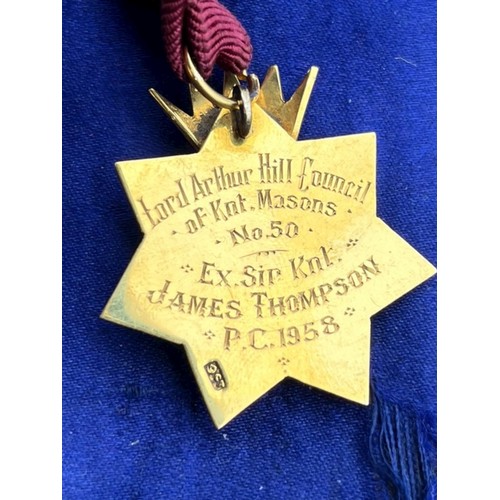 Lord Arthur Hill Council
of Knt. Masons
No.50
Ex. Sir Knt.
JAMES THOMPSON
P.C. 1958